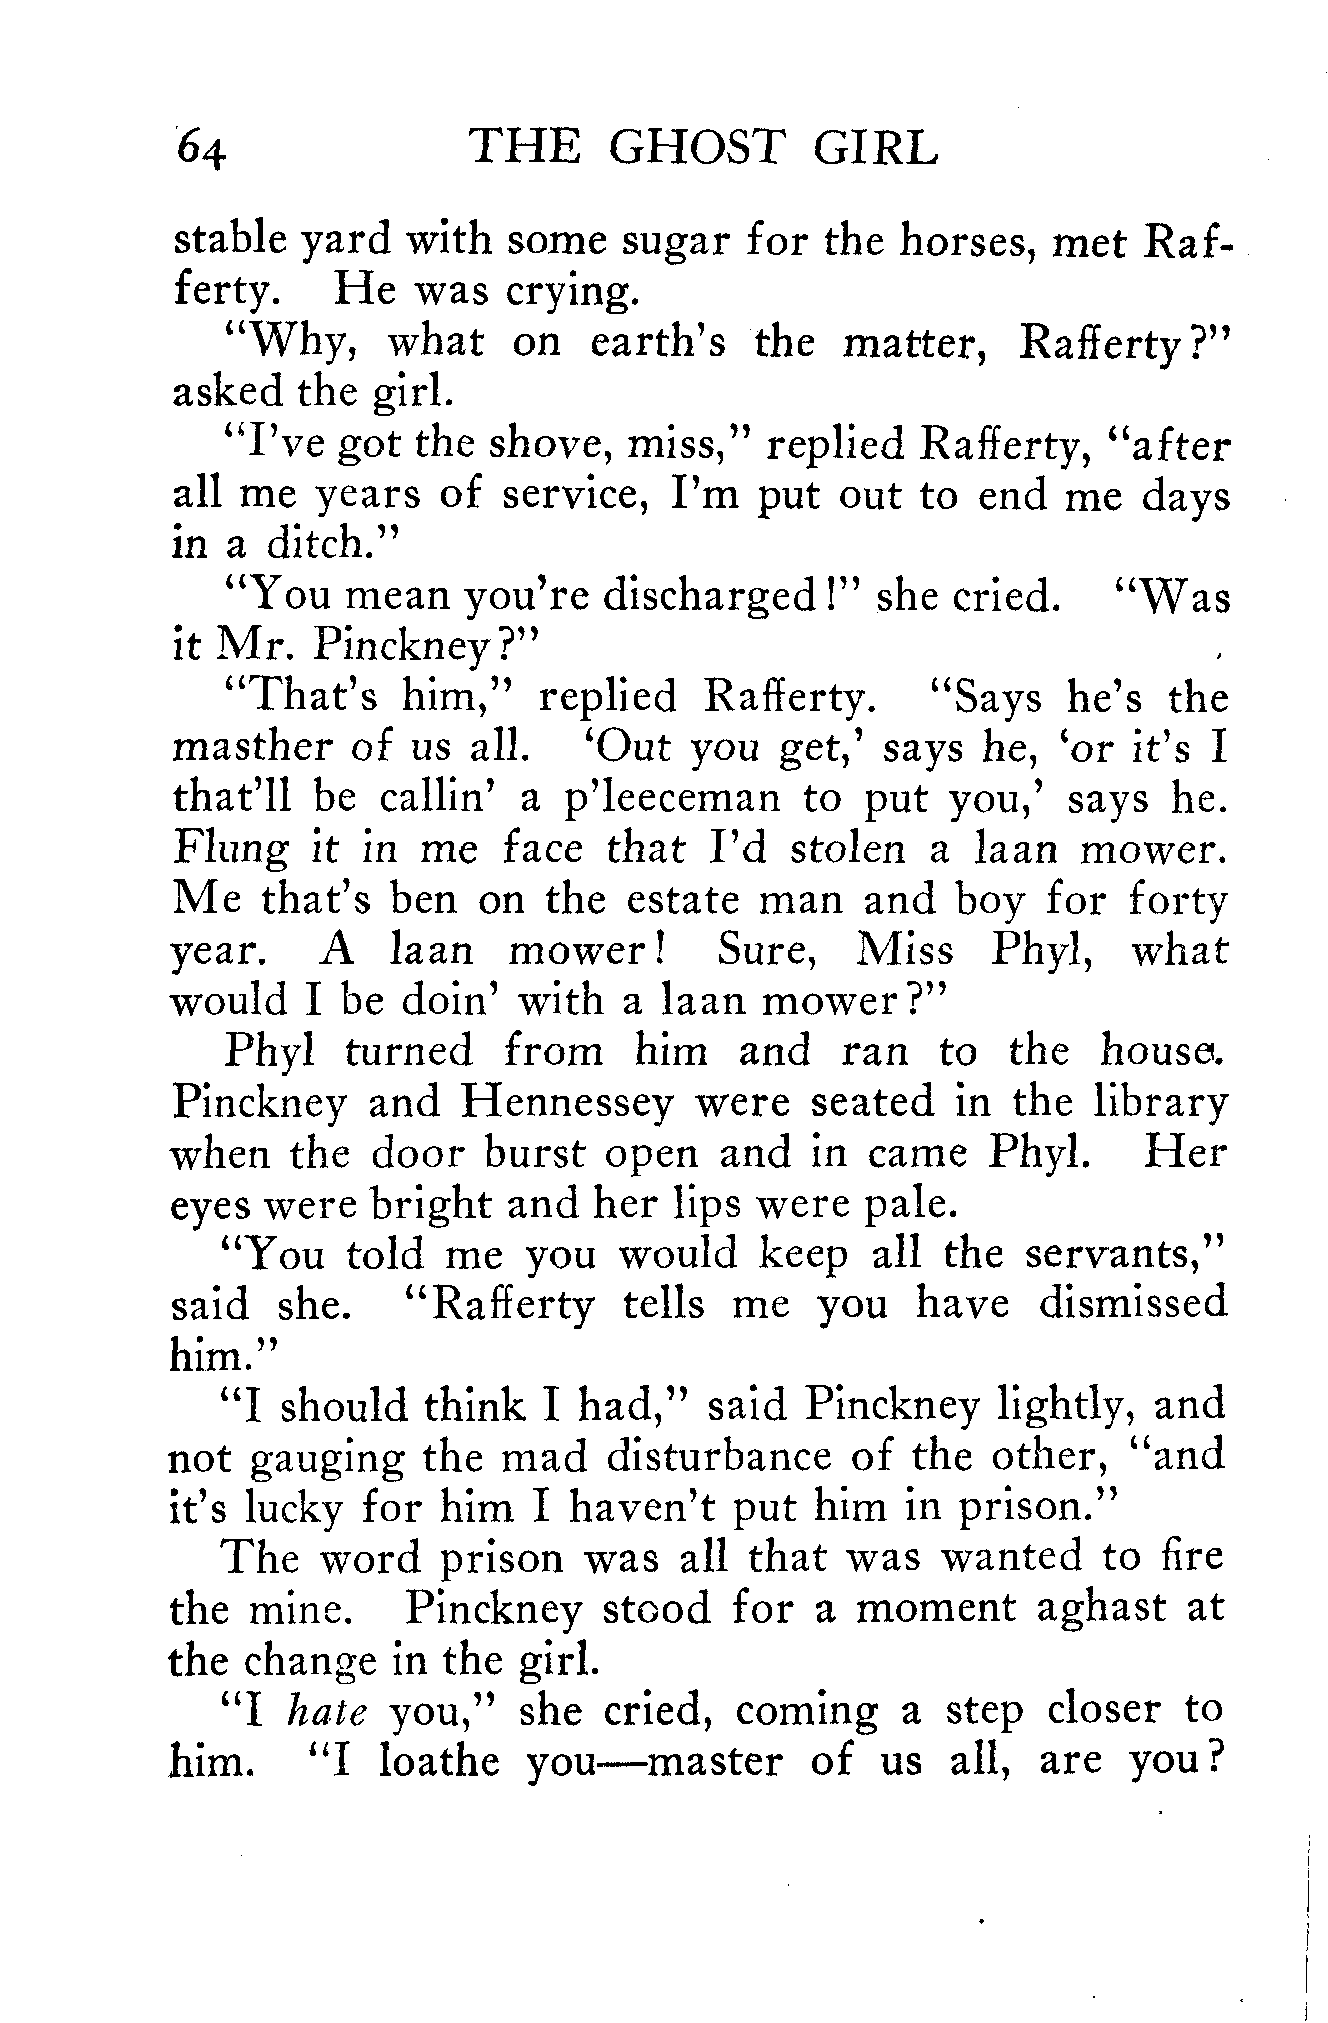 64 THE GHOST GIRL
stable yard with some sugar for the horses, met Raf-
ferty. He was crying.
“Why, what on earth’s the matter, Rafferty?”
asked the girl.
“I’ve got the shove, miss,” replied Rafferty, “after
all me years of service, I’m put out to end me days
in a ditch.”
“You mean you’re discharged!” she cried. “Was
it Mr. Pinckney?”
“That’s him,” replied Rafferty. “Says he’s the
masther of us all. ‘Out you get,’ says he, ‘or it’s I
that’ll be callin’ a p’leeceman to put you,’ says he.
Flung it in me face that I’d stolen a laan mower.
Me that’s ben on the estate man and boy for forty
year. A laan mower! Sure, Miss Phyl, what
would I be doin’ with a laan mower?”
Phyl turned from him and ran to the house.
Pinckney and Hennessey were seated in the library
when the door burst open and in came Phyl. Her
eyes were bright and her lips were pale.
“You told me you would keep all the servants,”
said she. “Rafferty tells me you have dismissed
him.”
“I should think I had,” said Pinckney lightly, and
not gauging the mad disturbance of the other, “and
it’s lucky for him I haven’t put him in prison.”
The word prison was all that was wanted to fire
the mine. Pinckney stood for a moment aghast at
the change in the girl.
“I hate you,” she cried, coming a step closer to
him. “I loathe you—master of us all, are you?